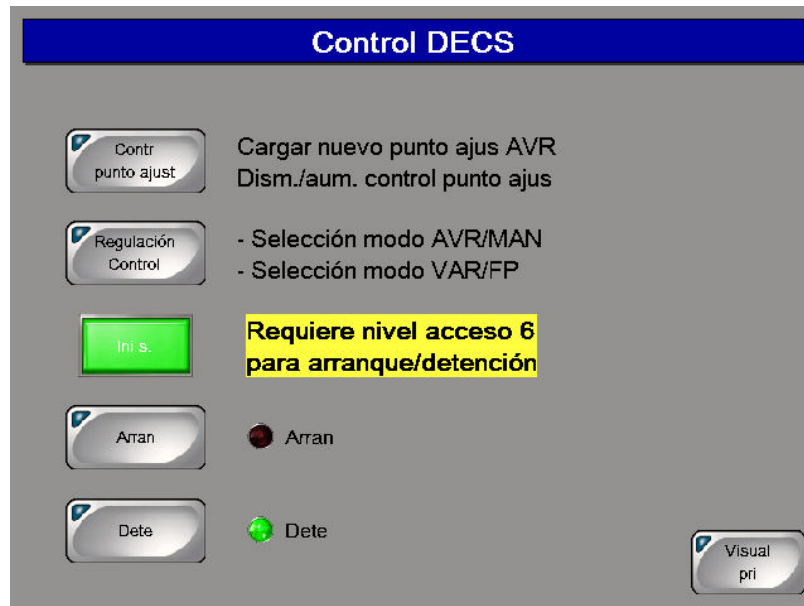 Control DECS
Contr
punto ajust
Cargar nuevo punto ajus AVR
Dism./aum. control punto ajus
Regulación
Control
- Selección modo AVR/MAN
- Selección modo VAR/FP
Ini s.
Requiere nivel acceso 6
para arranque/detención
Arran
Arran
Dete
Dete
Visual
pri